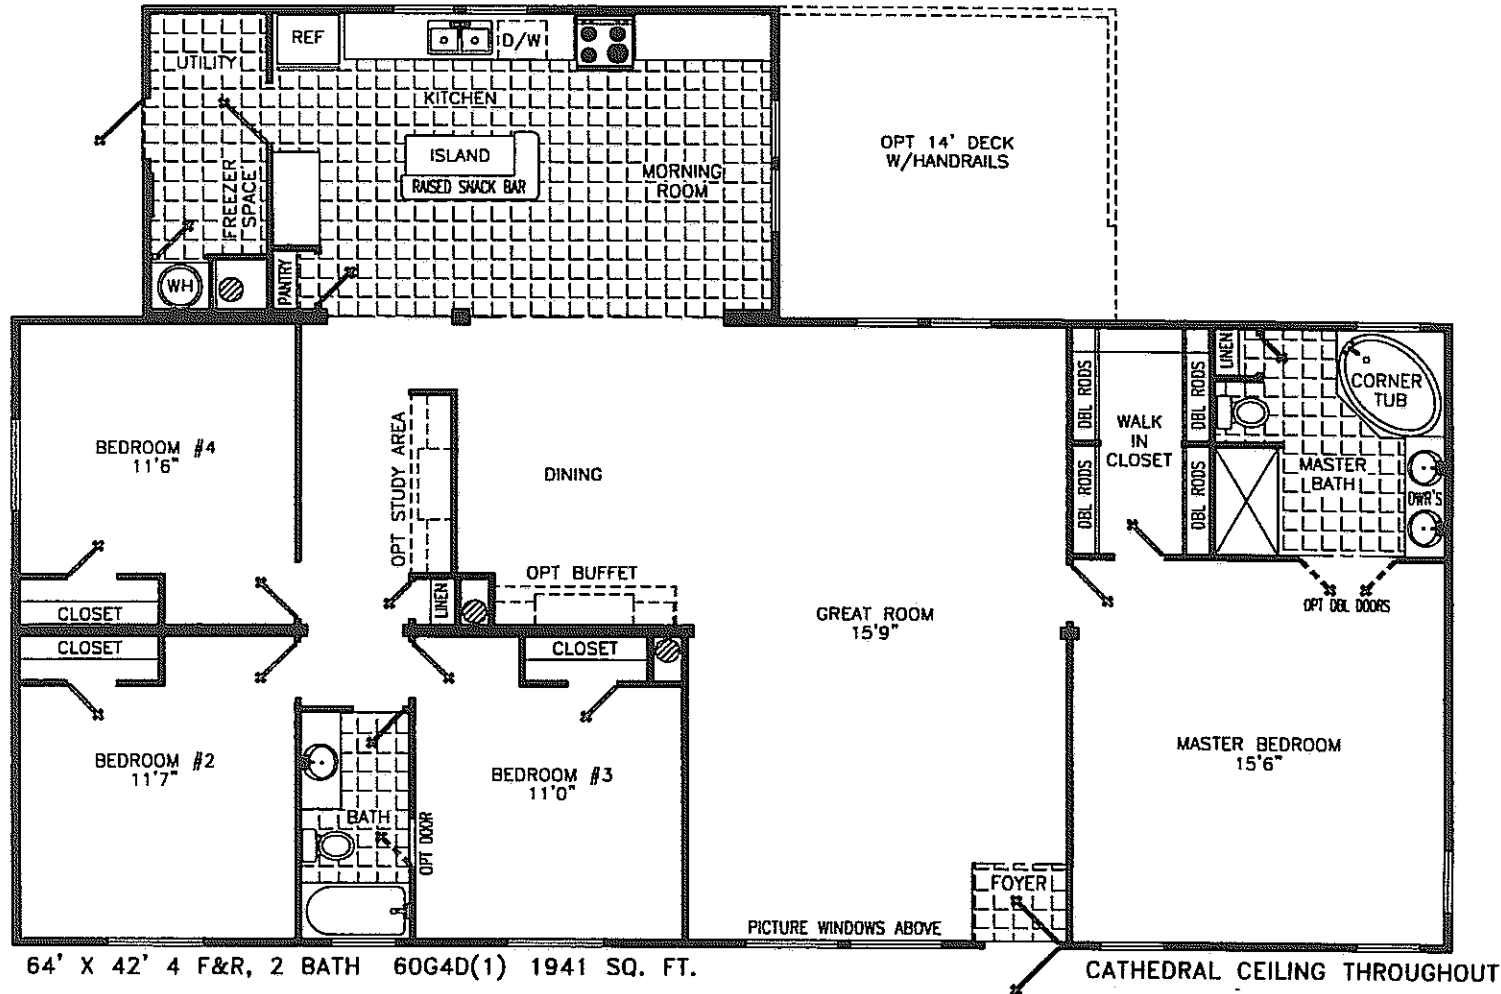 REF
D/W
UTILITY
KITCHEN
ISLAND
RAISED SNACK BAR
MORNING
ROOM
OPT 14' DECK
W/HANDRAILS
FREEZER
SPACE
WH
PANTRY
LINEN
DBL RODS
DBL RODS
WALK
IN
CLOSET
CORNER
TUB
BEDROOM #4
11'6"
OPT STUDY AREA
DINING
DBL RODS
DBL RODS
MASTER
BATH
DWR'S
CLOSET
LINEN
OPT BUFFET
GREAT ROOM
15'9"
OPT DBL DOORS
CLOSET
CLOSET
BEDROOM #2
11'7"
BATH
OPT DOOR
BEDROOM #3
11'0"
MASTER BEDROOM
15'6"
FOYER
PICTURE WINDOWS ABOVE
64' X 42' 4 F&R, 2 BATH 60G4D(1) 1941 SQ. FT.
CATHEDRAL CEILING THROUGHOUT